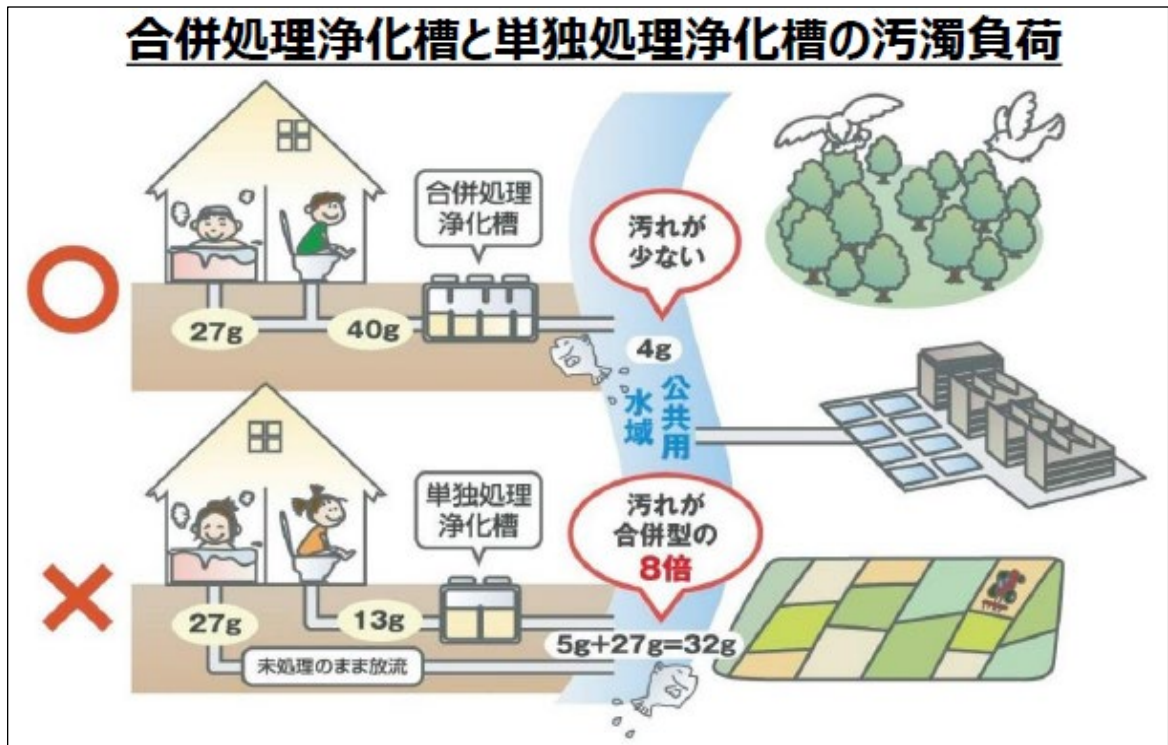 合併処理浄化槽と単独処理浄化槽の汚濁負荷
合併処理
浄化槽
汚れが
少ない
27g
40g
4g
公共用
水域
単独処理
浄化槽
汚れが
合併型の
8倍
27g
13g
5g+27g=32g
未処理のまま放流